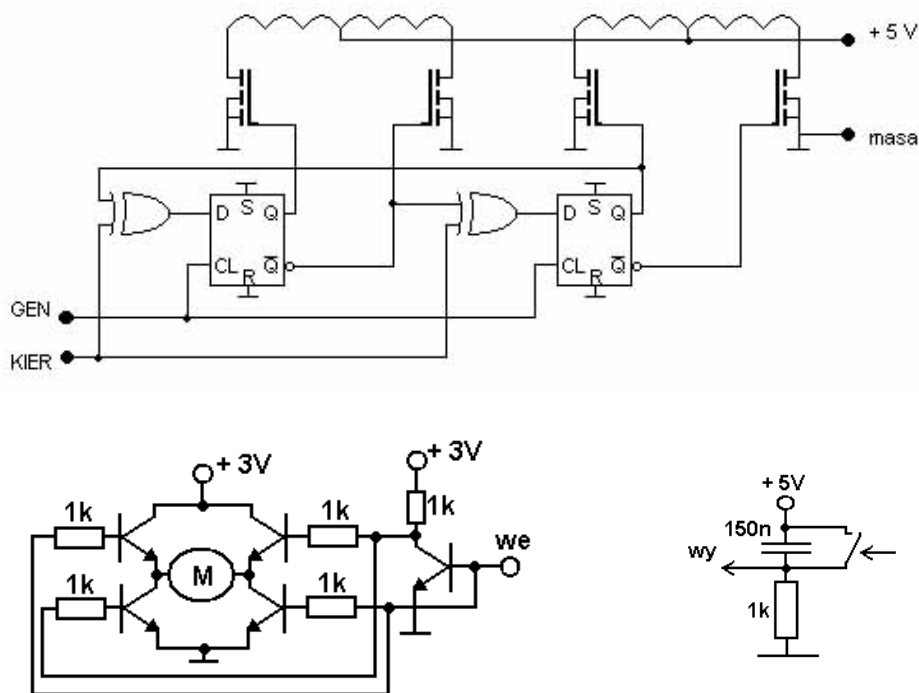 + 5 V
masa
D S Q
CL R Q̅
D S Q
CL R Q̅
GEN
KIER
+ 3V
+ 3V
1k
1k
1k
we
M
1k
1k
+ 5V
150n
wy
1k